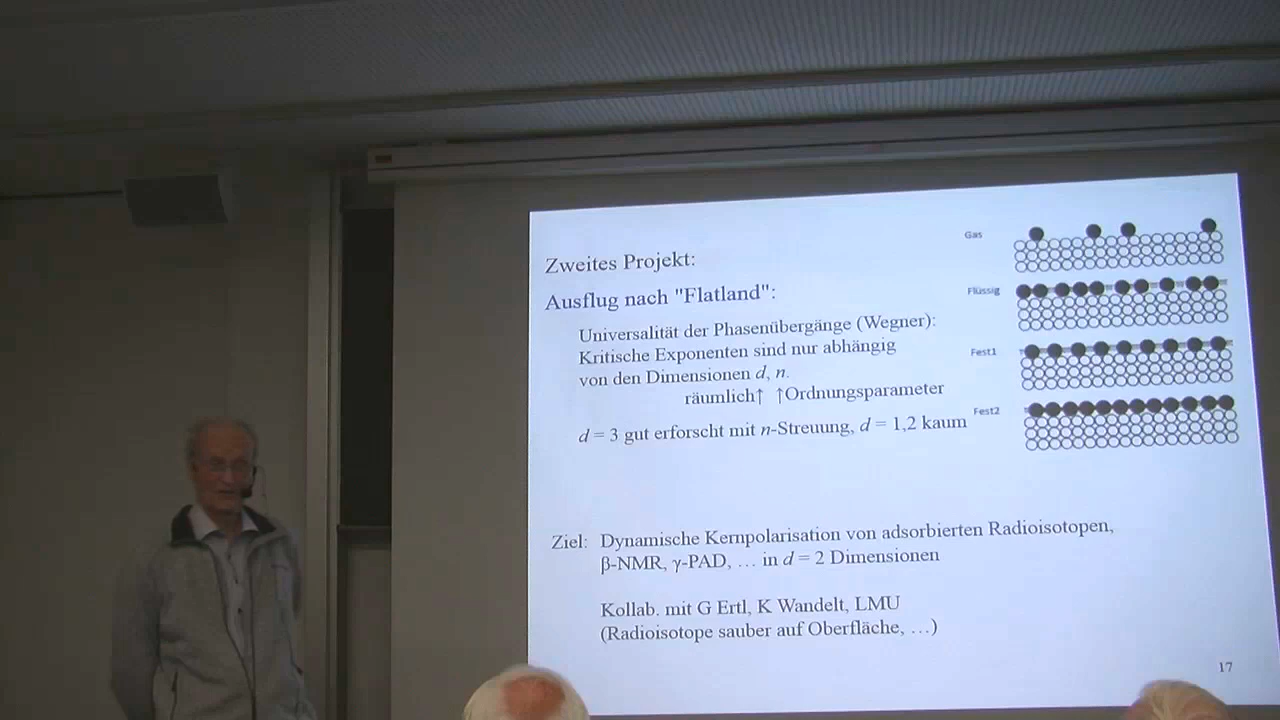 Zweites Projekt:
Ausflug nach "Flatland":
Universalität der Phasenübergänge (Wegner):
Kritische Exponenten sind nur abhängig
von den Dimensionen d, n.
räumlich↑ ↑Ordnungsparameter
d = 3 gut erforscht mit n-Streuung, d = 1,2 kaum
Gas
Flüssig
Fest1
Fest2
Ziel: Dynamische Kernpolarisation von adsorbierten Radioisotopen,
β-NMR, γ-PAD, … in d = 2 Dimensionen
Kollab. mit G Ertl, K Wandelt, LMU
(Radioisotope sauber auf Oberfläche, …)
17